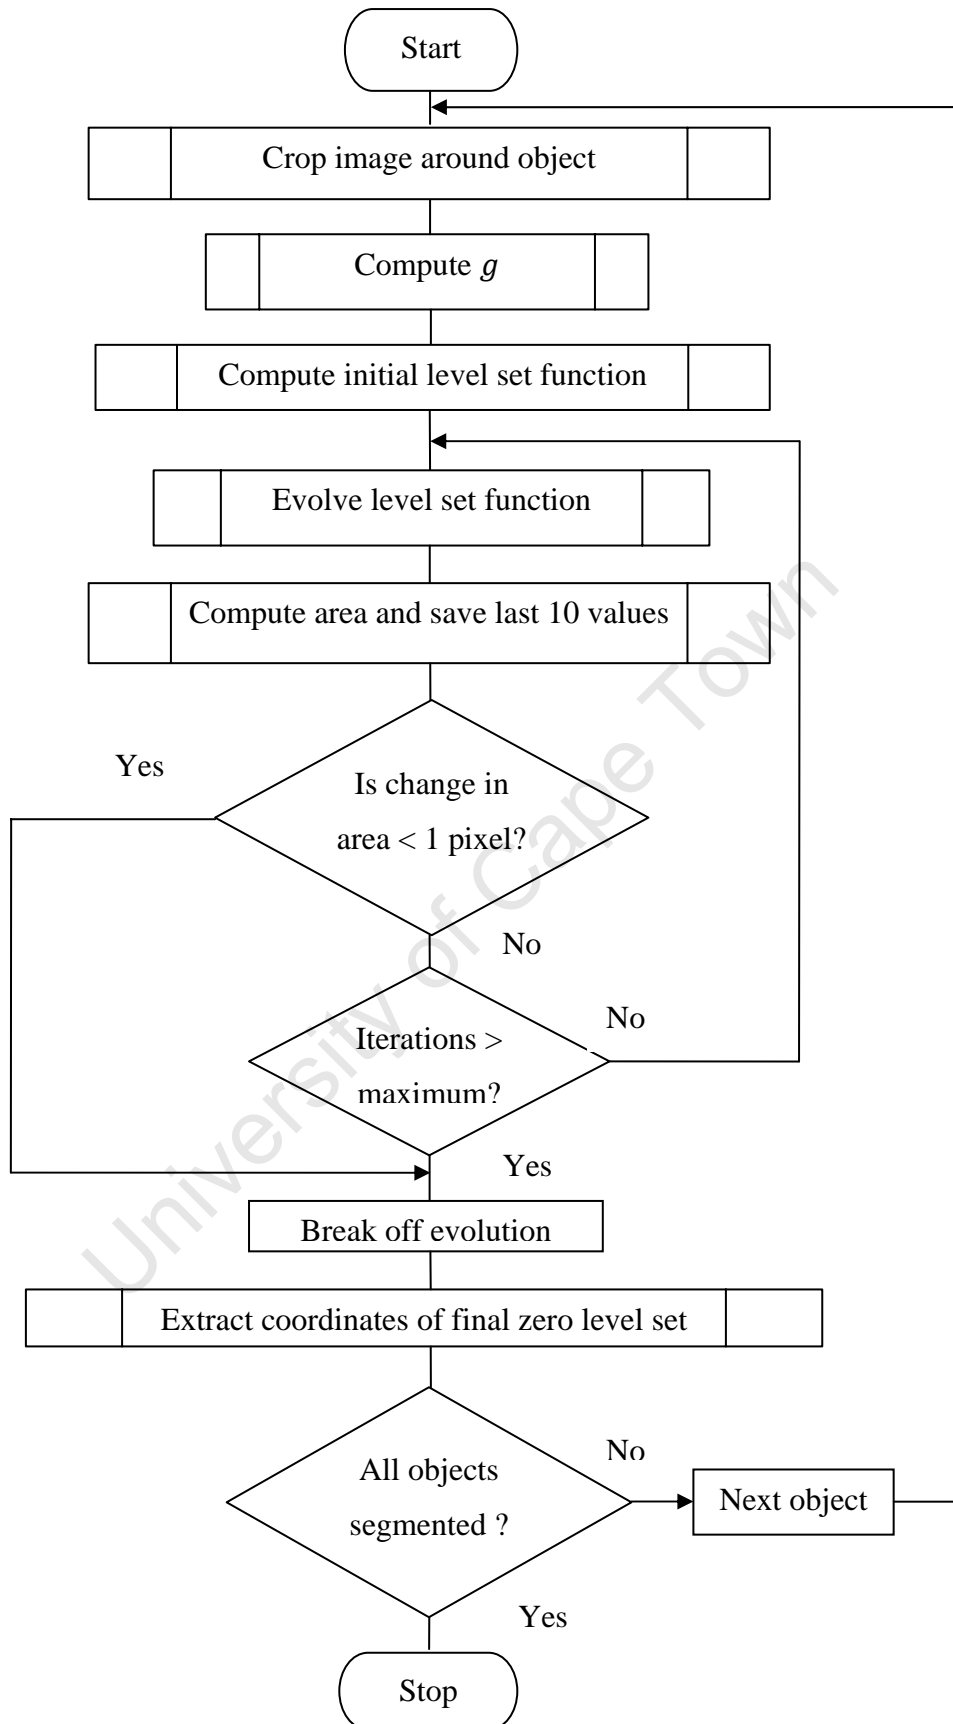 Start
Crop image around object
Compute g
Compute initial level set function
Evolve level set function
Compute area and save last 10 values
Yes
Is change in
area < 1 pixel?
No
No
Iterations >
maximum?
Yes
Break off evolution
Extract coordinates of final zero level set
No
All objects
segmented ?
Next object
Yes
Stop
University of Cape Town